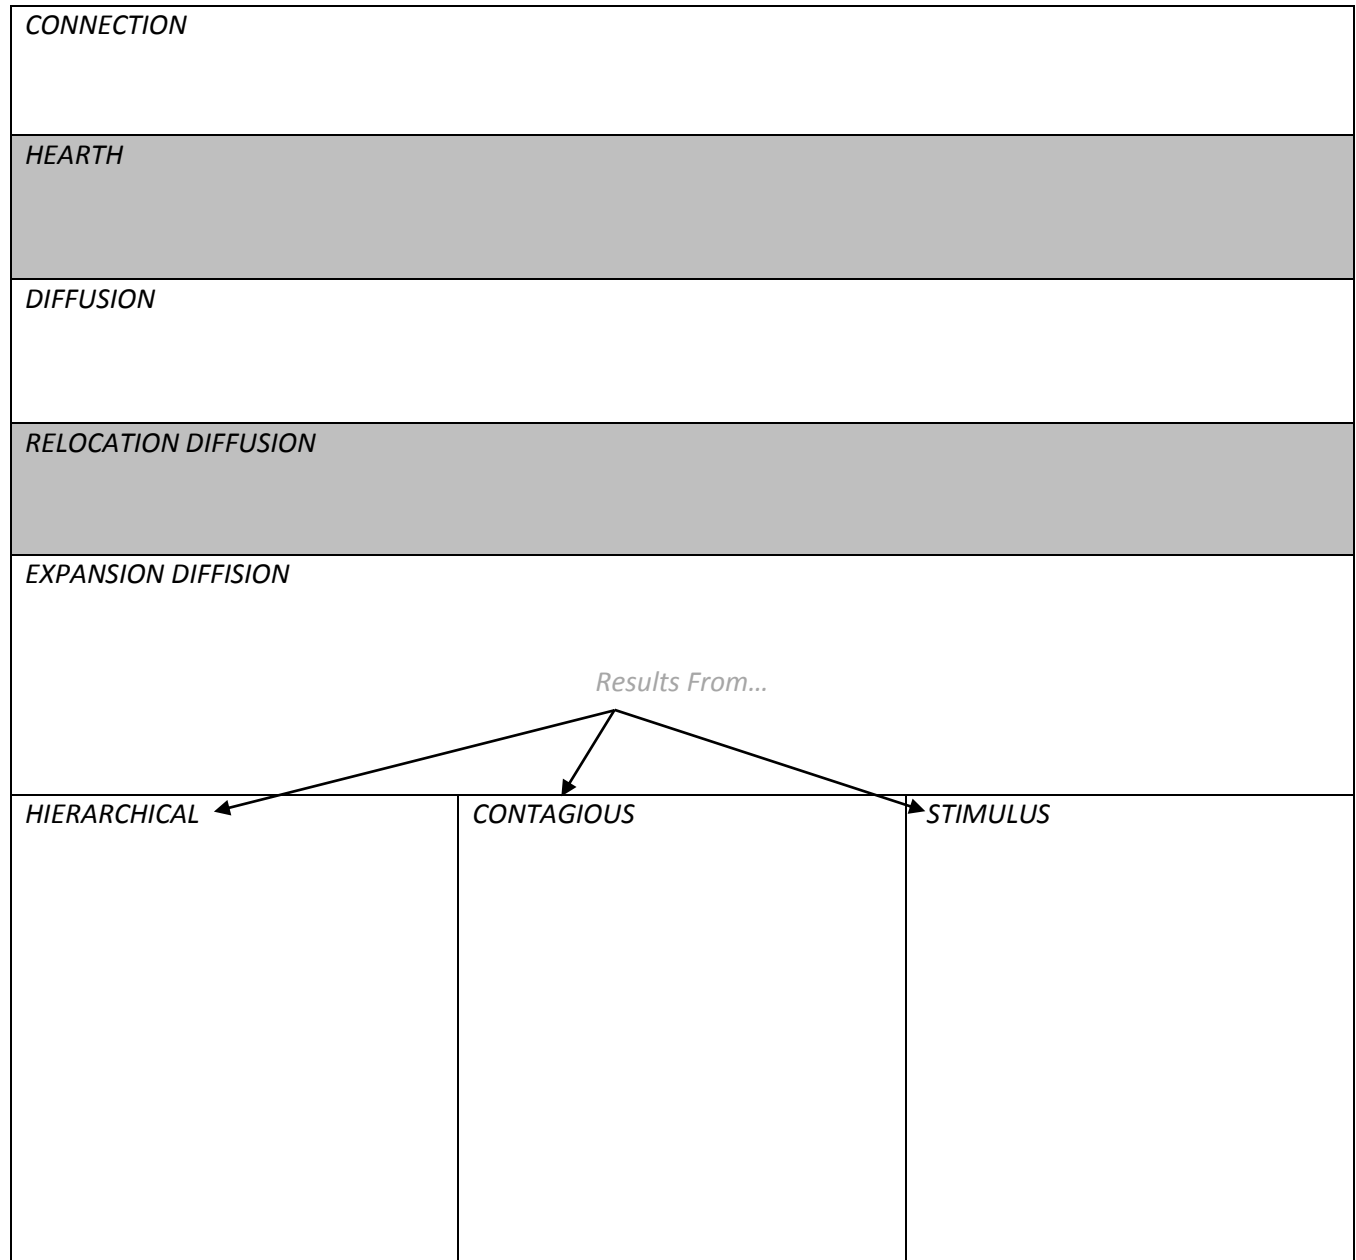 CONNECTION
HEARTH
DIFFUSION
RELOCATION DIFFUSION
EXPANSION DIFFISION
Results From…
HIERARCHICAL
CONTAGIOUS
STIMULUS